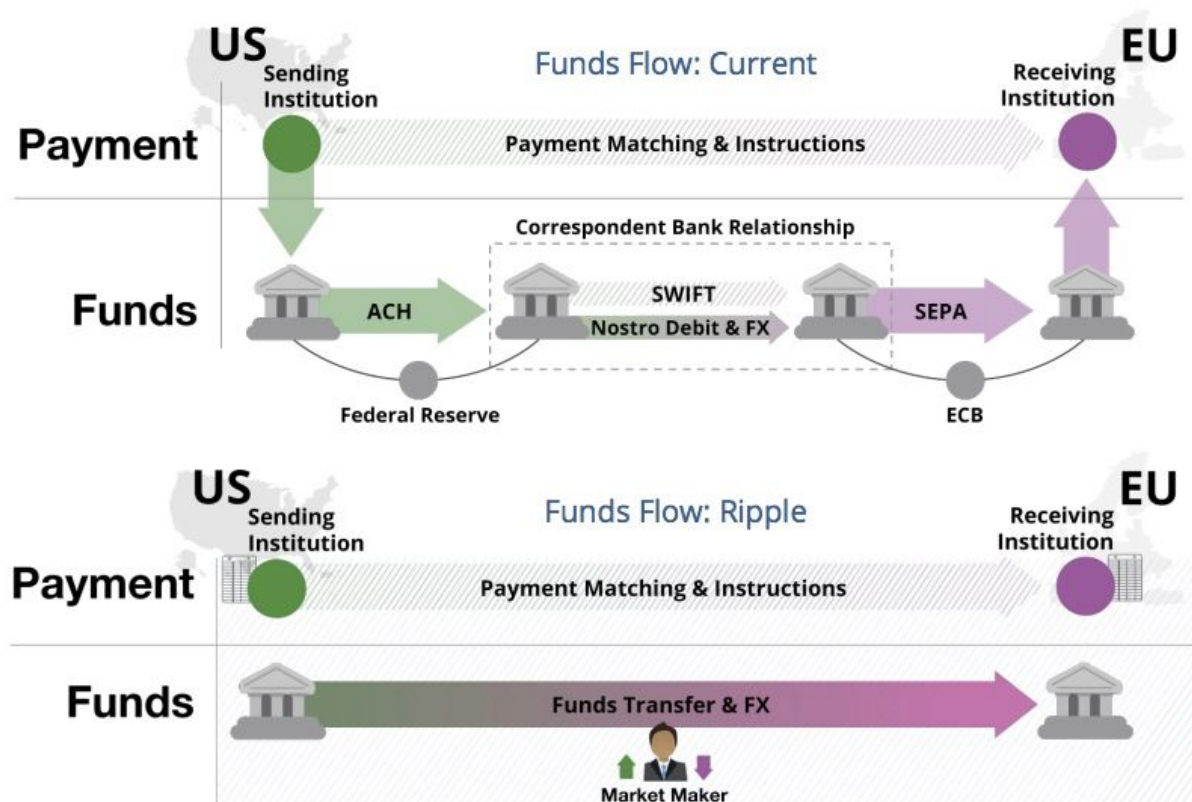 US
EU
Funds Flow: Current
Sending
Institution
Receiving
Institution
Payment
Payment Matching & Instructions
Correspondent Bank Relationship
Funds
ACH
SWIFT
Nostro Debit & FX
SEPA
Federal Reserve
ECB
US
EU
Funds Flow: Ripple
Sending
Institution
Receiving
Institution
Payment
Payment Matching & Instructions
Funds
Funds Transfer & FX
Market Maker